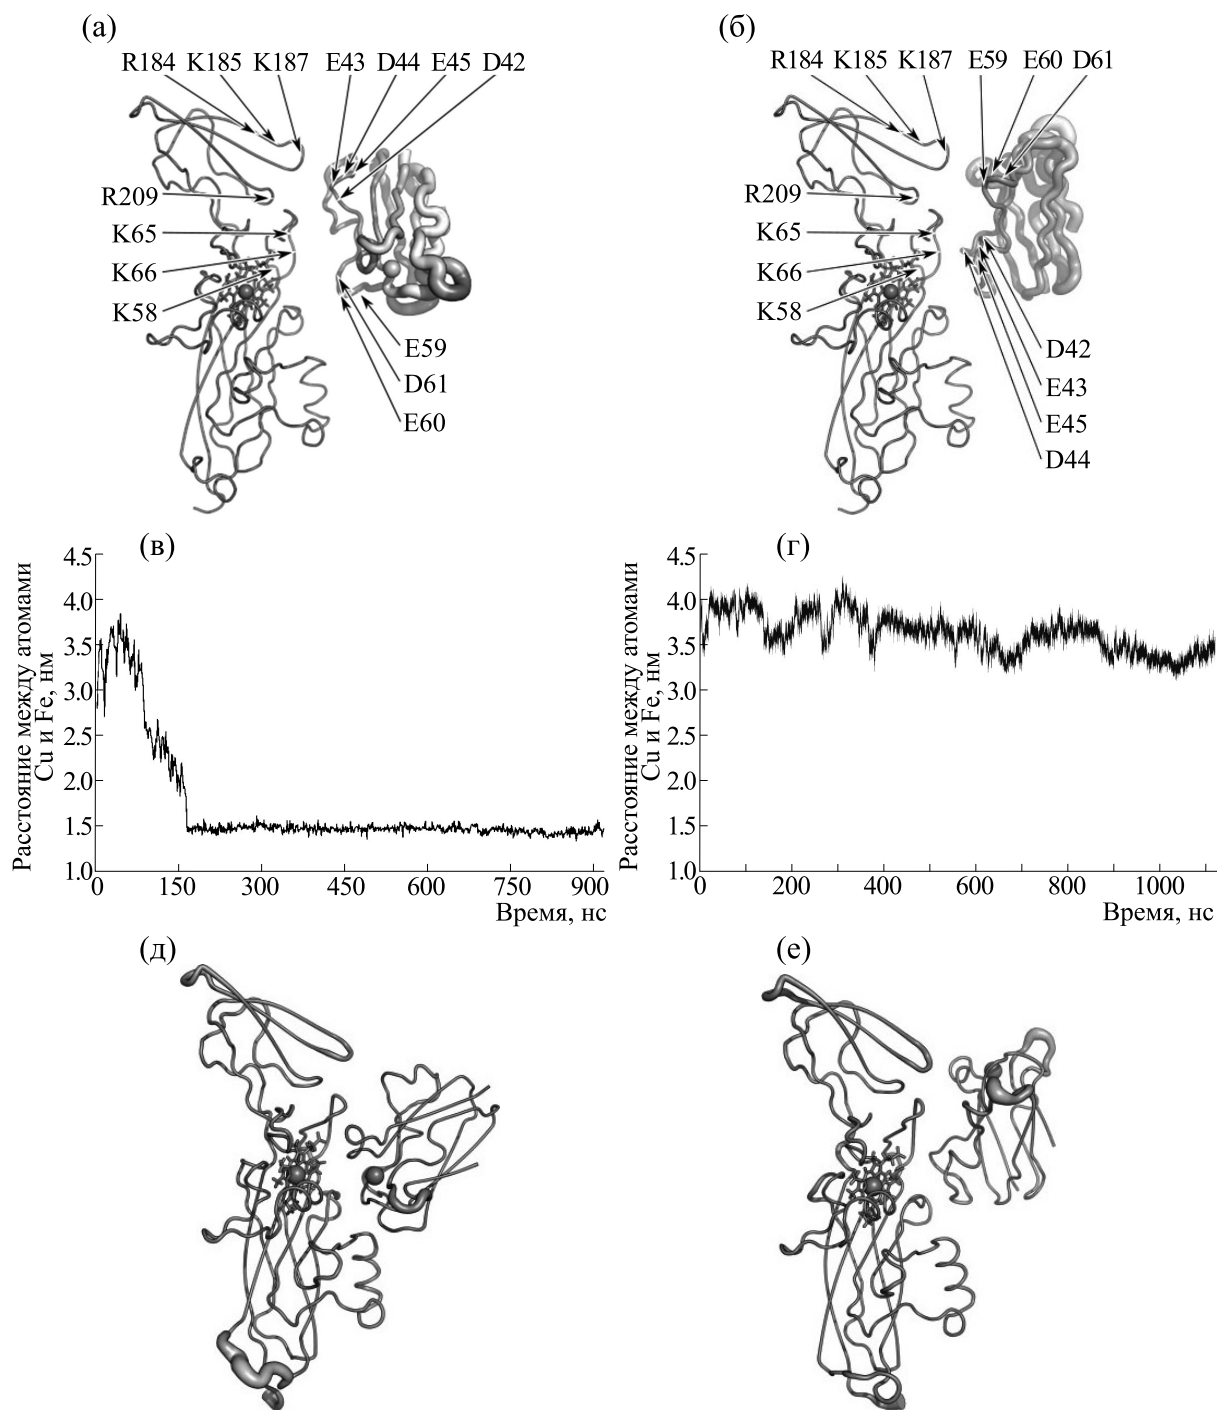 (а)
R184 K185 K187 E43 D44 E45 D42
R209
K65
K66
K58
E59
D61
E60
(б)
R184 K185 K187 E59 E60 D61
R209
K65
K66
K58
D42
E43
E45
D44
(в)
Расстояние между атомами
Cu и Fe, нм
4.5
4.0
3.5
3.0
2.5
2.0
1.5
1.0
0 150 300 450 600 750 900
Время, нс
(г)
Расстояние между атомами
Cu и Fe, нм
4.5
4.0
3.5
3.0
2.5
2.0
1.5
1.0
0 200 400 600 800 1000
Время, нс
(д)
(е)